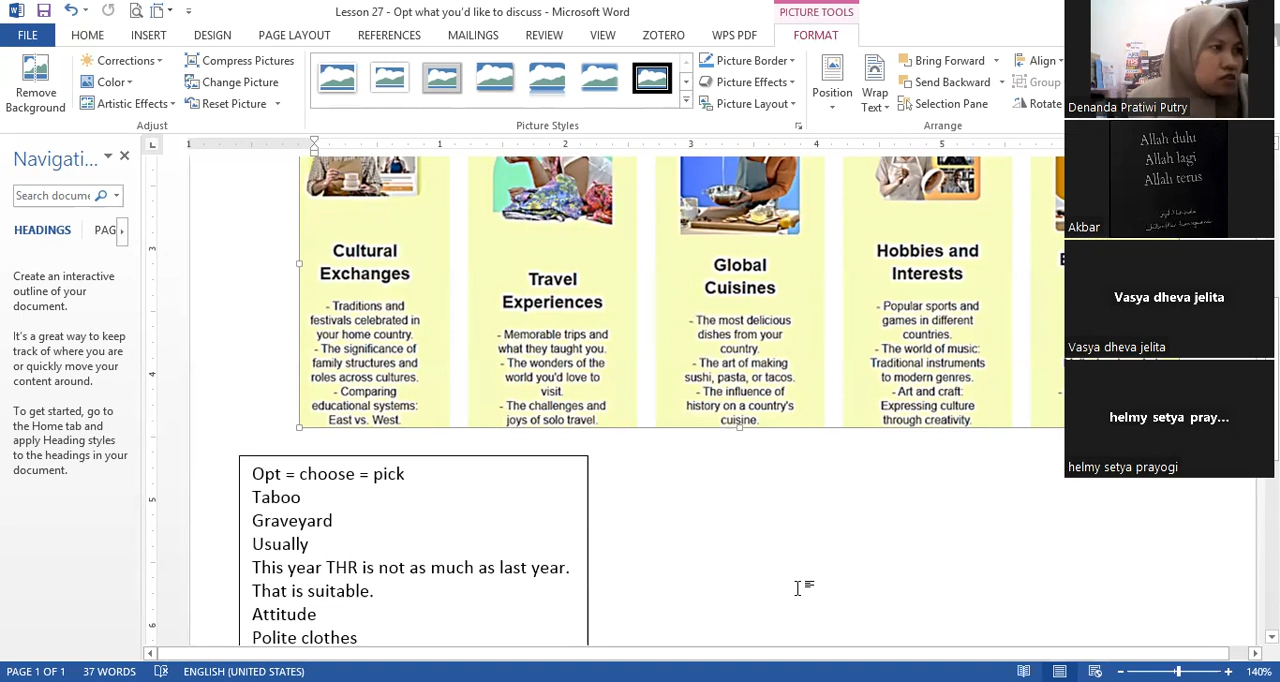 Lesson 27 - Opt what you'd like to discuss - Microsoft Word
PICTURE TOOLS
FILE HOME INSERT DESIGN PAGE LAYOUT REFERENCES MAILINGS REVIEW VIEW ZOTERO WPS PDF FORMAT
Remove
Background
Corrections
Color
Artistic Effects
Compress Pictures
Change Picture
Reset Picture
Adjust
Picture Styles
Picture Border
Picture Effects
Picture Layout
Position
Wrap
Text
Bring Forward
Send Backward
Selection Pane
Align
Group
Rotate
Arrange
Navigati...
Search docume
HEADINGS PAG
Create an interactive
outline of your
document.
It's a great way to keep
track of where you are
or quickly move your
content around.
To get started, go to
the Home tab and
apply Heading styles
to the headings in your
document.
1 1 2 3 4 5
3
4
5
6
Cultural
Exchanges
- Traditions and
festivals celebrated in
your home country.
- The significance of
family structures and
roles across cultures.
- Comparing
educational systems:
East vs. West.
Travel
Experiences
- Memorable trips and
what they taught you.
- The wonders of the
world you'd love to
visit.
- The challenges and
joys of solo travel.
Global
Cuisines
- The most delicious
dishes from your
country.
- The art of making
sushi, pasta, or tacos.
- The influence of
history on a country's
cuisine.
Hobbies and
Interests
- Popular sports and
games in different
countries.
- The world of music:
Traditional instruments
to modern genres.
- Art and craft:
Expressing culture
through creativity.
Opt = choose = pick
Taboo
Graveyard
Usually
This year THR is not as much as last year.
That is suitable.
Attitude
Polite clothes
Denanda Pratiwi Putry
Allah dulu
Allah lagi
Allah terus
Akbar
Vasya dheva jelita
Vasya dheva jelita
helmy setya pray...
helmy setya prayogi
PAGE 1 OF 1 37 WORDS ENGLISH (UNITED STATES) 140%